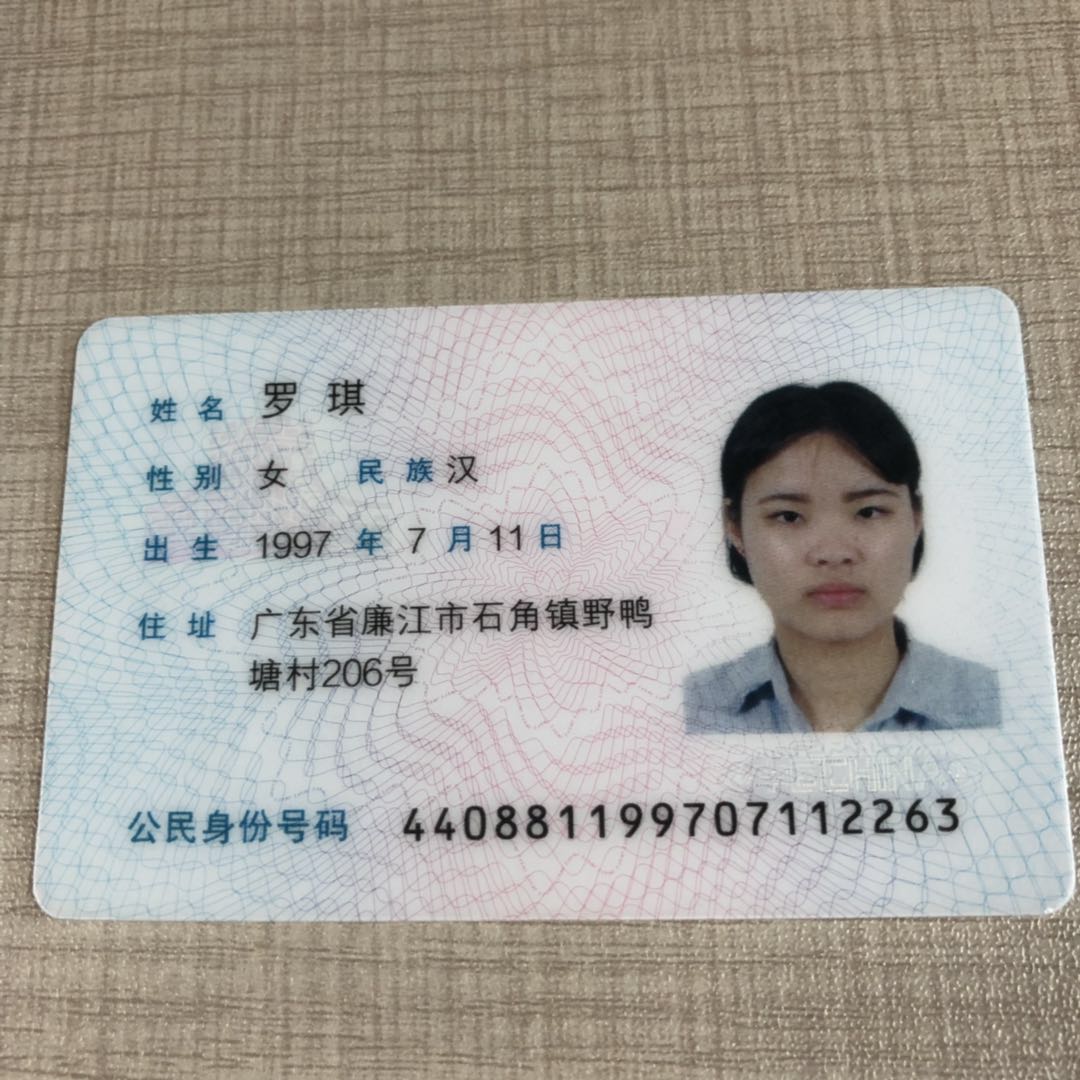 姓名 罗琪
性别 女 民族 汉
出生 1997 年 7 月 11 日
住址 广东省廉江市石角镇野鸭
塘村206号
公民身份号码 440881199707112263